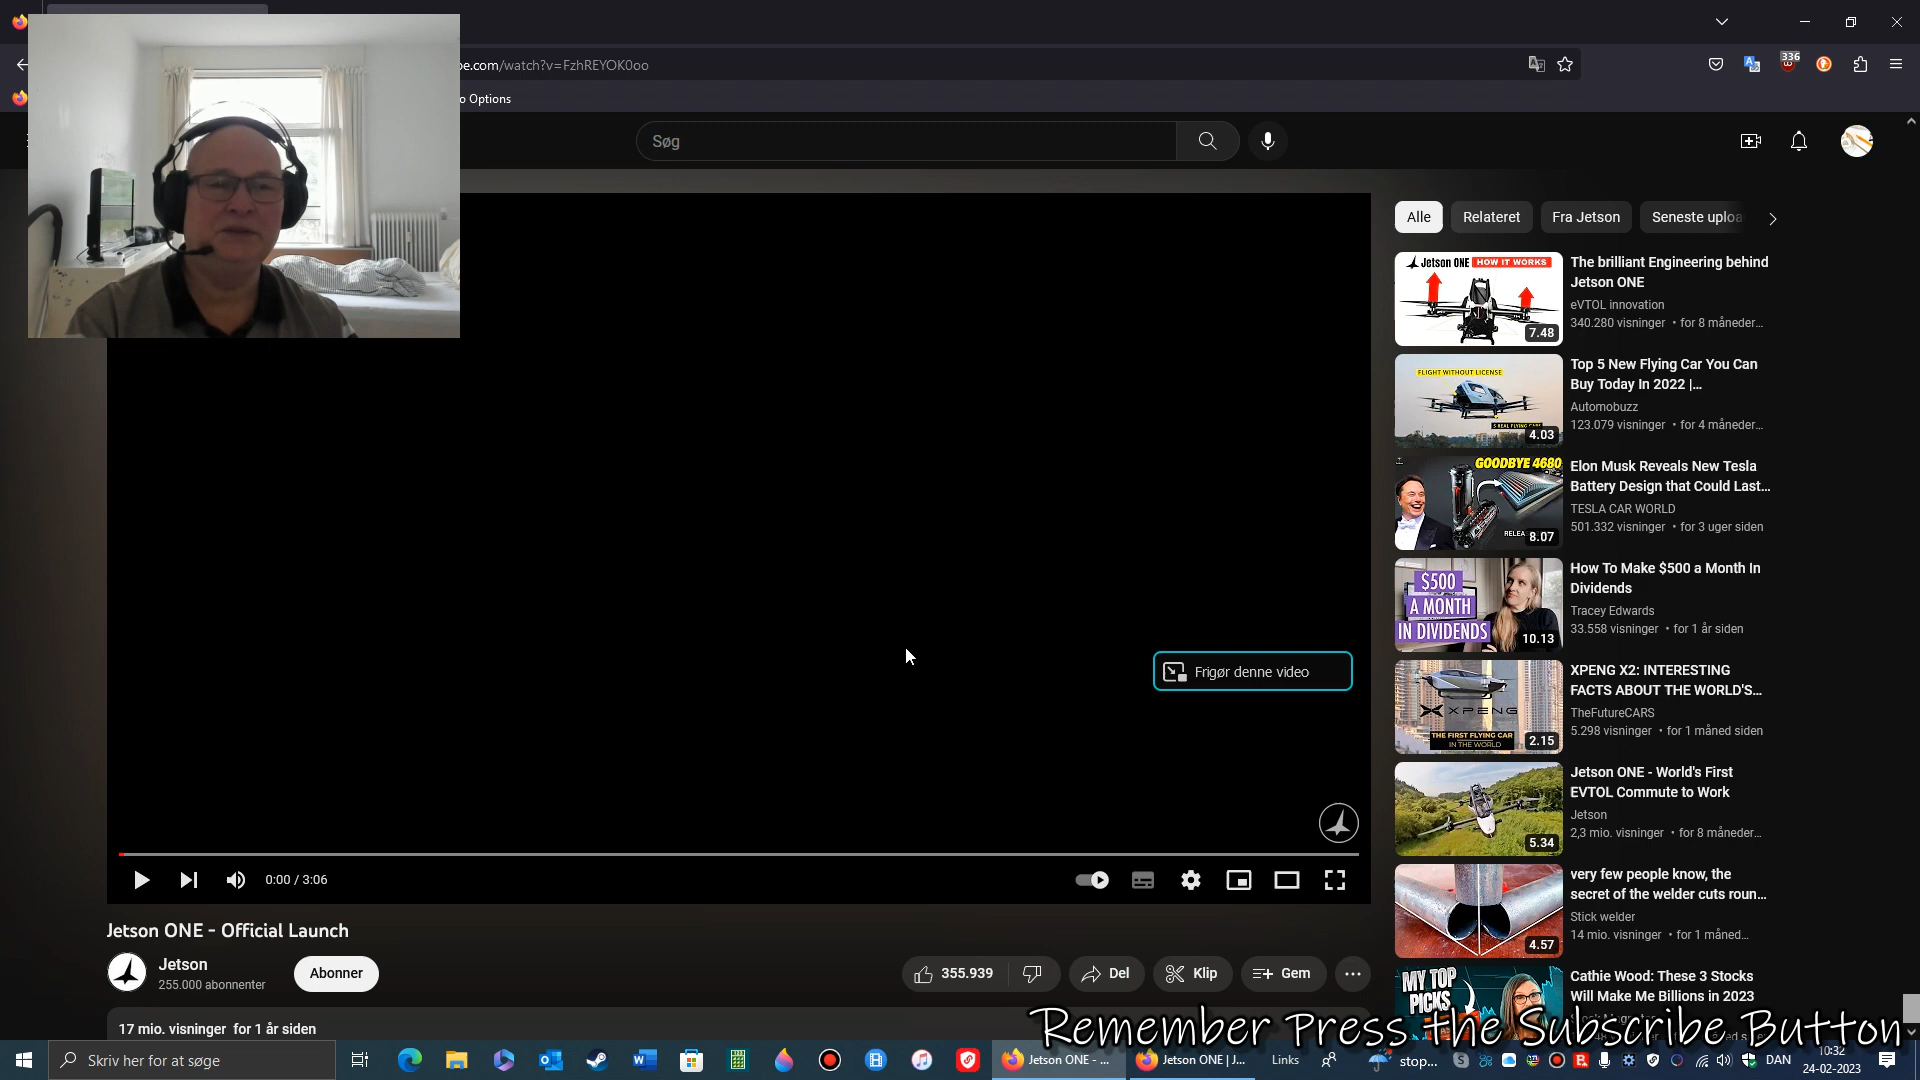 be.com/watch?v=FzhREYOK0oo
336
o Options
Søg
Alle
Relateret
Fra Jetson
Seneste uploa
Jetson ONE HOW IT WORKS
7.48
The brilliant Engineering behind
Jetson ONE
eVTOL innovation
340.280 visninger • for 8 måneder...
FLIGHT WITHOUT LICENSE
4.03
Top 5 New Flying Car You Can
Buy Today In 2022 |...
Automobuzz
123.079 visninger • for 4 måneder...
GOODBYE 4680
RELEA
8.07
Elon Musk Reveals New Tesla
Battery Design that Could Last...
TESLA CAR WORLD
501.332 visninger • for 3 uger siden
$500
A MONTH
IN DIVIDENDS
10.13
How To Make $500 a Month In
Dividends
Tracey Edwards
33.558 visninger • for 1 år siden
XPENG
THE FIRST FLYING CAR
IN THE WORLD
2.15
XPENG X2: INTERESTING
FACTS ABOUT THE WORLD'S...
TheFutureCARS
5.298 visninger • for 1 måned siden
5.34
Jetson ONE - World's First
EVTOL Commute to Work
Jetson
2,3 mio. visninger • for 8 måneder...
4.57
very few people know, the
secret of the welder cuts roun...
Stick welder
14 mio. visninger • for 1 måned...
MY TOP
PICKS
Cathie Wood: These 3 Stocks
Will Make Me Billions in 2023
Frigør denne video
0:00 / 3:06
Jetson ONE - Official Launch
Jetson
255.000 abonnenter
Abonner
355.939
Del
Klip
Gem
17 mio. visninger for 1 år siden
Remember Press the Subscribe Button
Skriv her for at søge
Jetson ONE - ...
Jetson ONE | J...
Links
stop...
DAN
10:32
24-02-2023